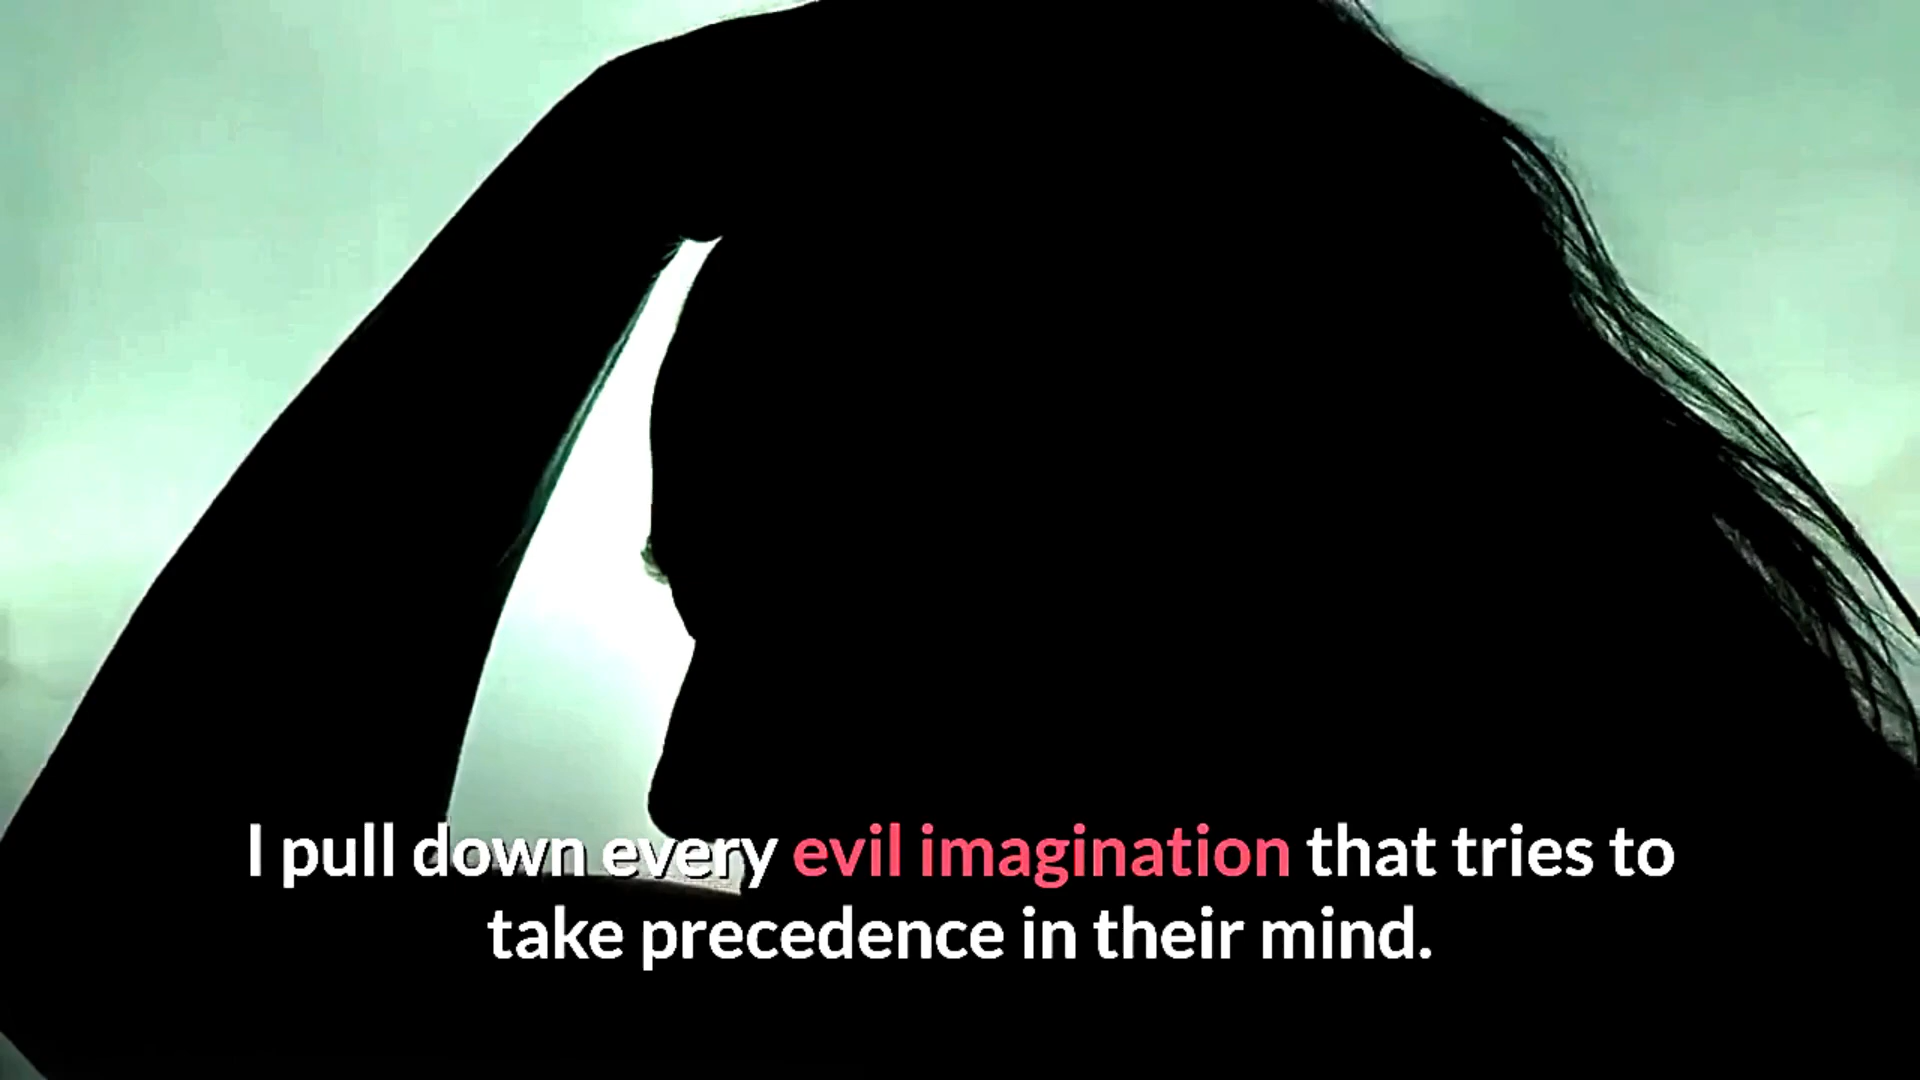 I pull down every evil imagination that tries to
take precedence in their mind.